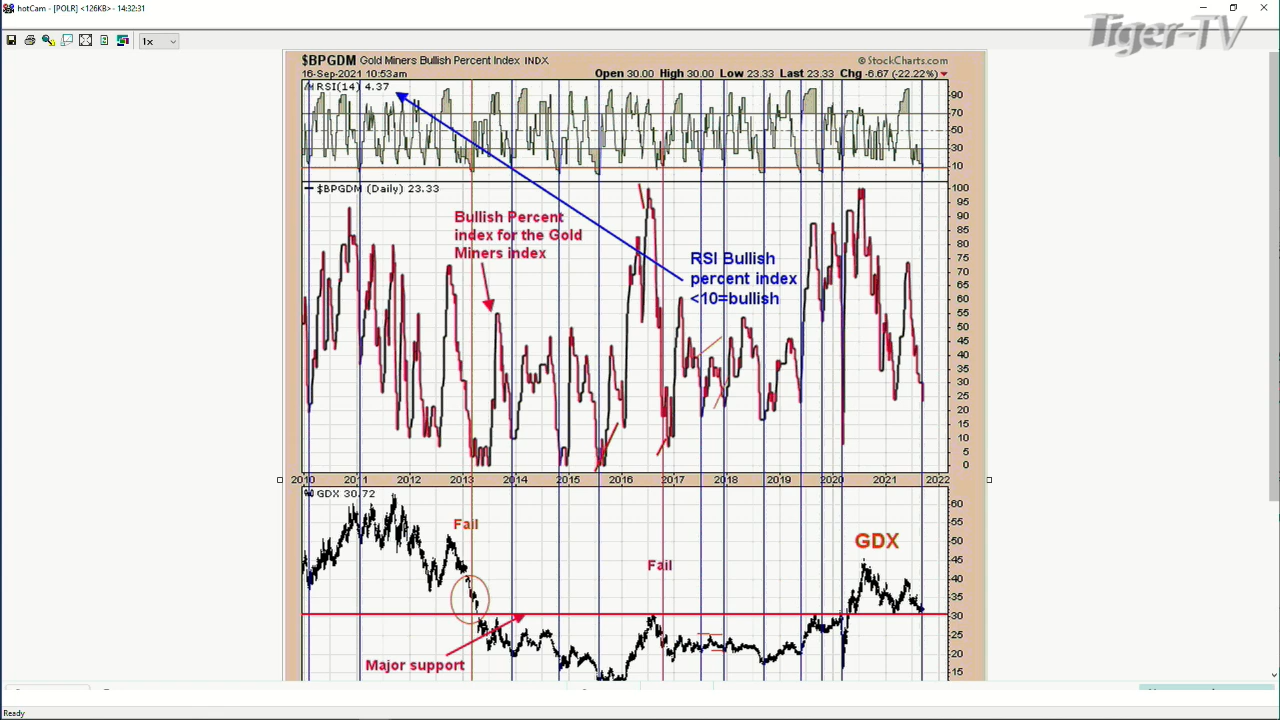 hotCam - [POLR] <126KB> - 14:32:31
Tiger-TV
1x
$BPGDM Gold Miners Bullish Percent Index INDX
© StockCharts.com
16-Sep-2021 10:53am
Open 30.00 High 30.00 Low 23.33 Last 23.33 Chg -6.67 (-22.22%)
RSI(14) 4.37
90
70
50
30
10
$BPGDM (Daily) 23.33
100
95
90
85
80
75
70
65
60
55
50
45
40
35
30
25
20
15
10
5
0
Bullish Percent
index for the Gold
Miners index
RSI Bullish
percent index
<10=bullish
2010 2011 2012 2013 2014 2015 2016 2017 2018 2019 2020 2021 2022
GDX 30.72
60
55
50
45
40
35
30
25
20
15
Fail
Fail
GDX
Major support
Ready